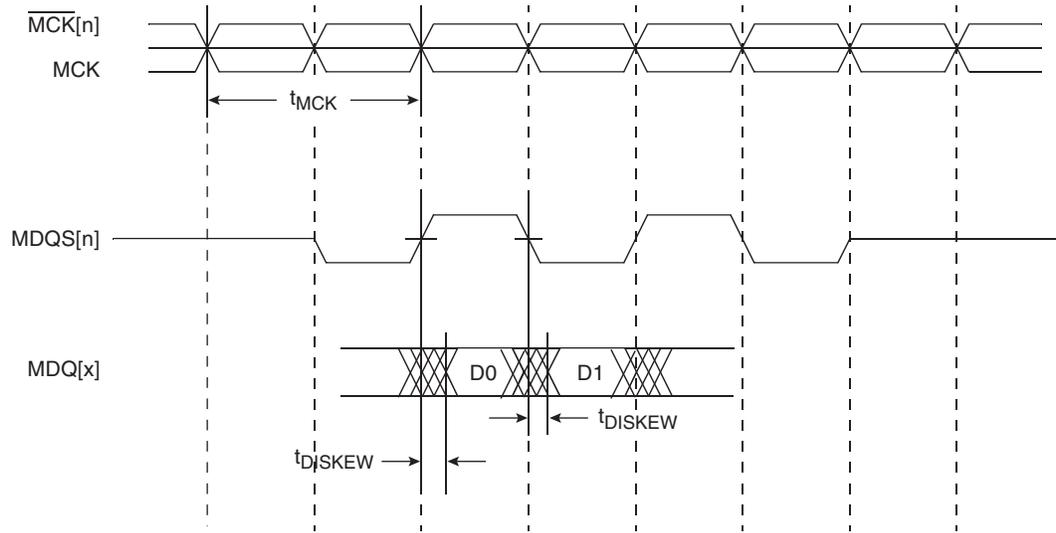 MCK[n]
MCK
tMCK
MDQS[n]
MDQ[x]
D0
D1
tDISKEW
tDISKEW